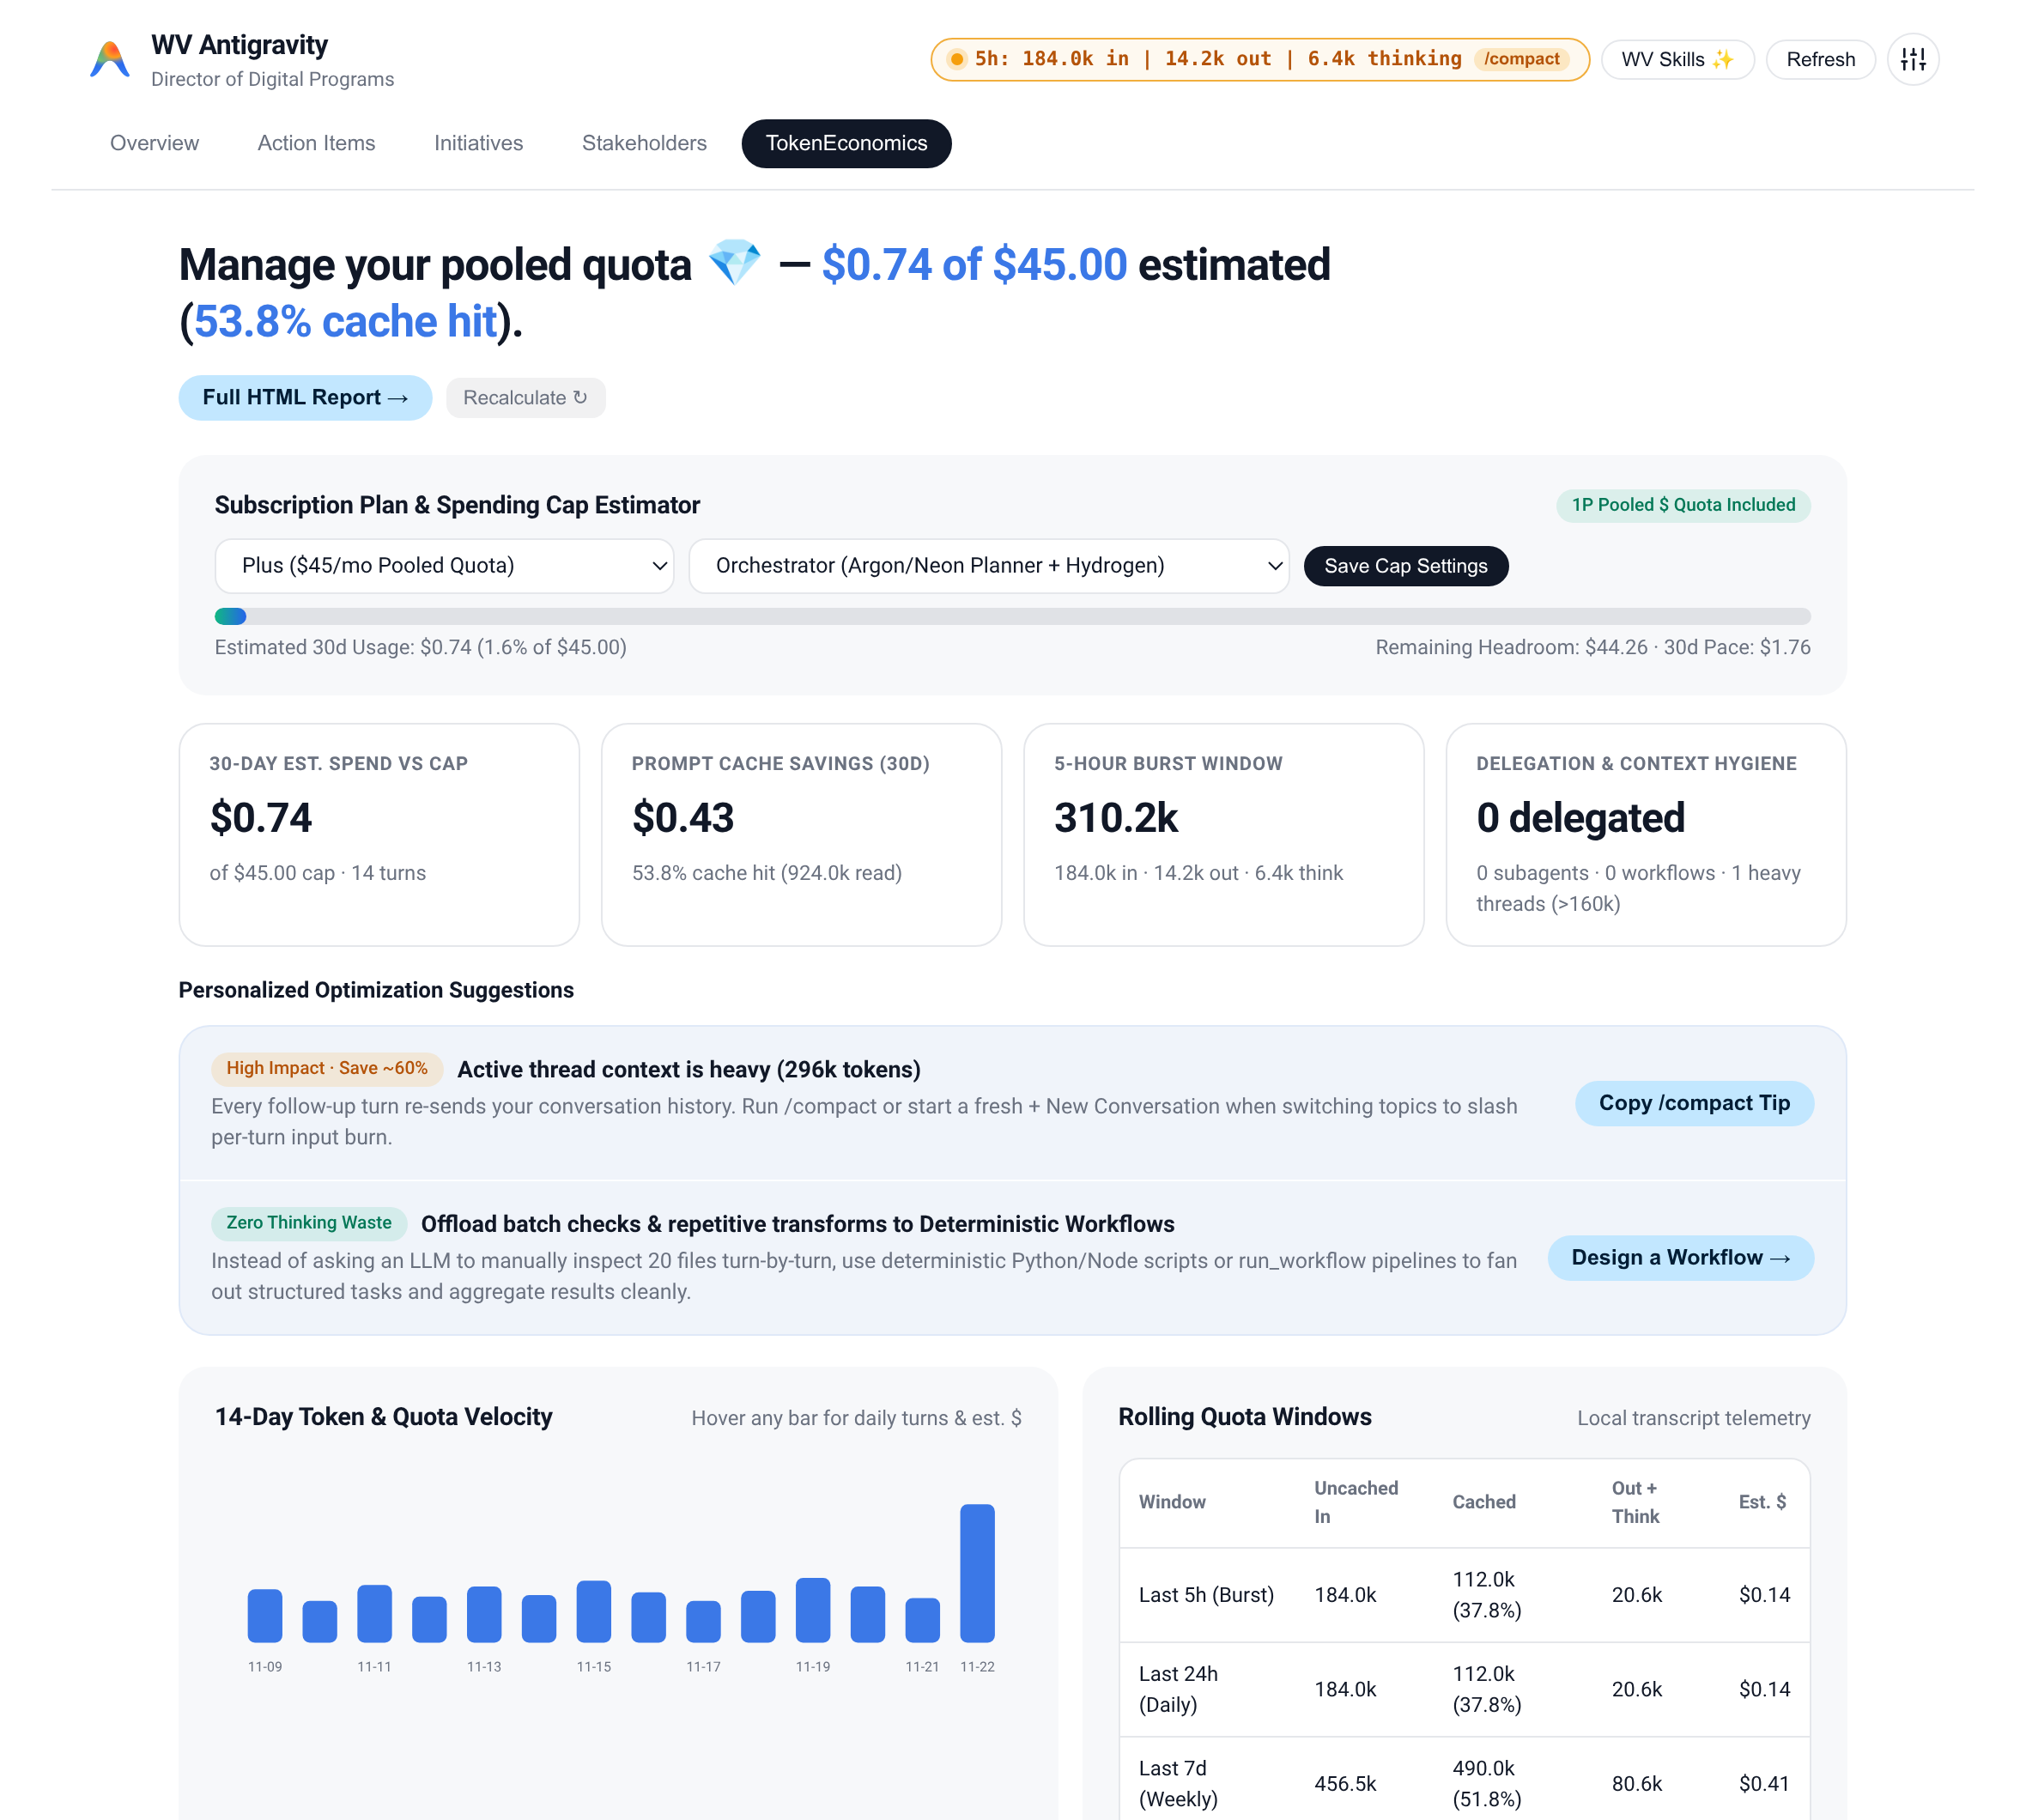 WV Antigravity
Director of Digital Programs
5h: 184.0k in | 14.2k out | 6.4k thinking /compact
WV Skills ✨
Refresh
Overview
Action Items
Initiatives
Stakeholders
TokenEconomics
Manage your pooled quota 💎 — $0.74 of $45.00 estimated
(53.8% cache hit).
Full HTML Report →
Recalculate ↻
Subscription Plan & Spending Cap Estimator
1P Pooled $ Quota Included
Plus ($45/mo Pooled Quota)
Orchestrator (Argon/Neon Planner + Hydrogen)
Save Cap Settings
Estimated 30d Usage: $0.74 (1.6% of $45.00)
Remaining Headroom: $44.26 · 30d Pace: $1.76
30-DAY EST. SPEND VS CAP
$0.74
of $45.00 cap · 14 turns
PROMPT CACHE SAVINGS (30D)
$0.43
53.8% cache hit (924.0k read)
5-HOUR BURST WINDOW
310.2k
184.0k in · 14.2k out · 6.4k think
DELEGATION & CONTEXT HYGIENE
0 delegated
0 subagents · 0 workflows · 1 heavy
threads (>160k)
Personalized Optimization Suggestions
High Impact · Save ~60%
Active thread context is heavy (296k tokens)
Every follow-up turn re-sends your conversation history. Run /compact or start a fresh + New Conversation when switching topics to slash
per-turn input burn.
Copy /compact Tip
Zero Thinking Waste
Offload batch checks & repetitive transforms to Deterministic Workflows
Instead of asking an LLM to manually inspect 20 files turn-by-turn, use deterministic Python/Node scripts or run_workflow pipelines to fan
out structured tasks and aggregate results cleanly.
Design a Workflow →
14-Day Token & Quota Velocity
Hover any bar for daily turns & est. $
11-09
11-11
11-13
11-15
11-17
11-19
11-21
11-22
Rolling Quota Windows
Local transcript telemetry
Window
Uncached
In
Cached
Out +
Think
Est. $
Last 5h (Burst)
184.0k
112.0k
(37.8%)
20.6k
$0.14
Last 24h
(Daily)
184.0k
112.0k
(37.8%)
20.6k
$0.14
Last 7d
(Weekly)
456.5k
490.0k
(51.8%)
80.6k
$0.41